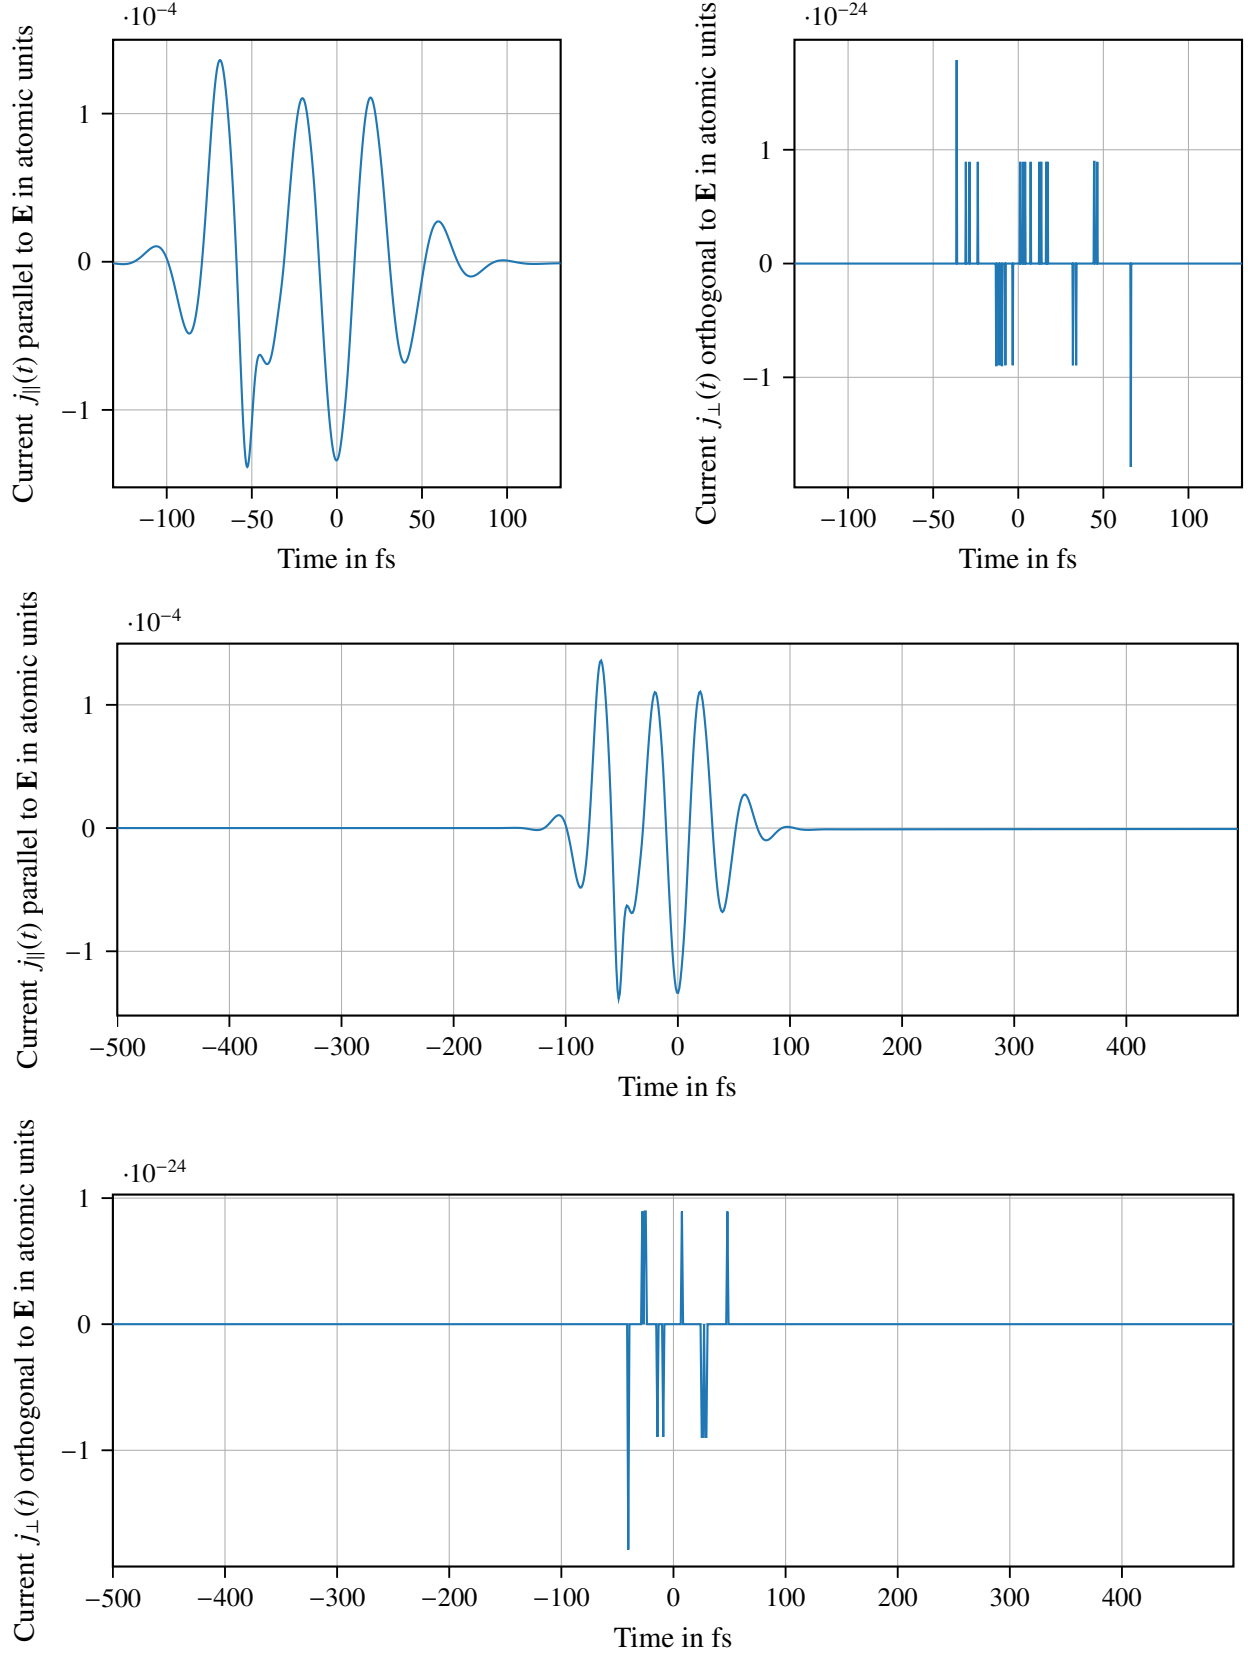 ·10−4
Current j∥(t) parallel to E in atomic units
1
0
−1
−100 −50 0 50 100
Time in fs
·10−24
Current j⊥(t) orthogonal to E in atomic units
1
0
−1
−100 −50 0 50 100
Time in fs
·10−4
Current j∥(t) parallel to E in atomic units
1
0
−1
−500 −400 −300 −200 −100 0 100 200 300 400
Time in fs
·10−24
Current j⊥(t) orthogonal to E in atomic units
1
0
−1
−500 −400 −300 −200 −100 0 100 200 300 400
Time in fs